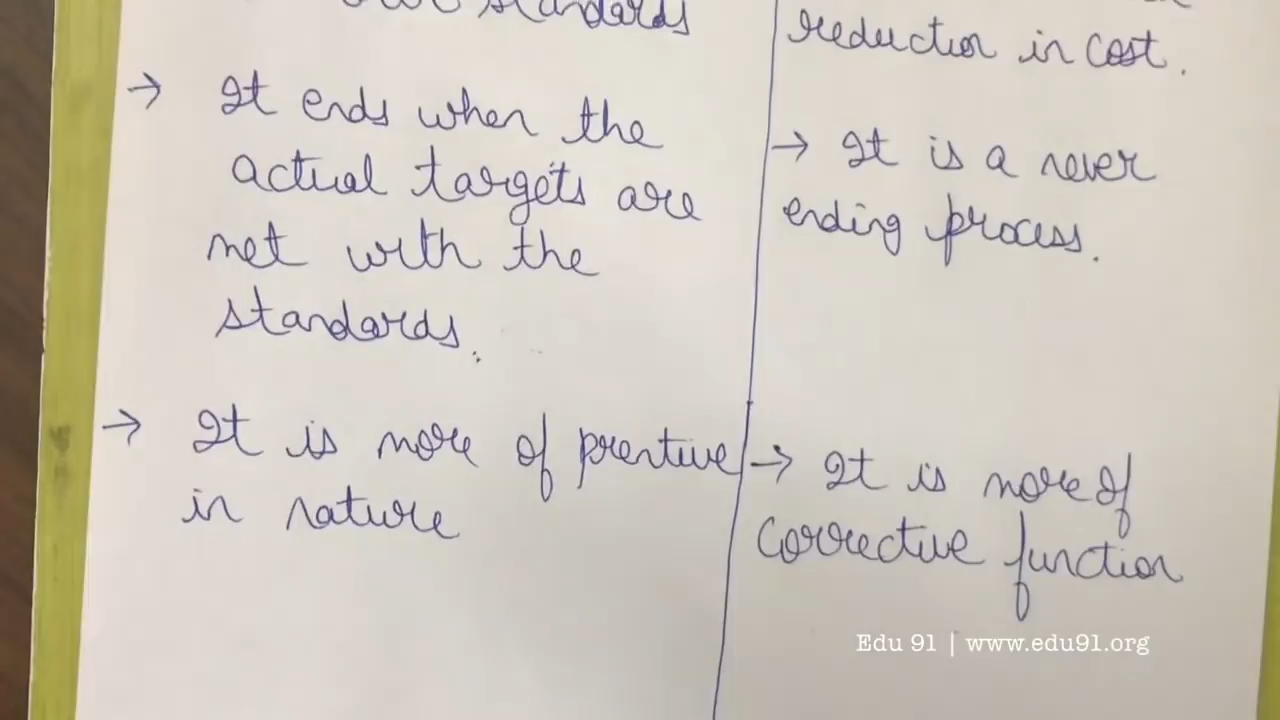 standards
→ It ends when the
actual targets are
met with the
standards.
→ It is more of prentive
in nature
reduction in cost.
→ It is a never
ending process.
→ It is more of
corrective function
Edu 91 | www.edu91.org